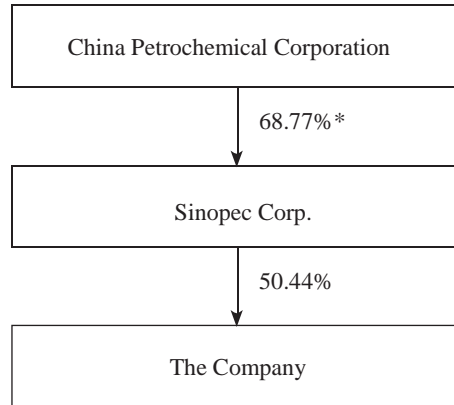 China Petrochemical Corporation
68.77%*
Sinopec Corp.
50.44%
The Company